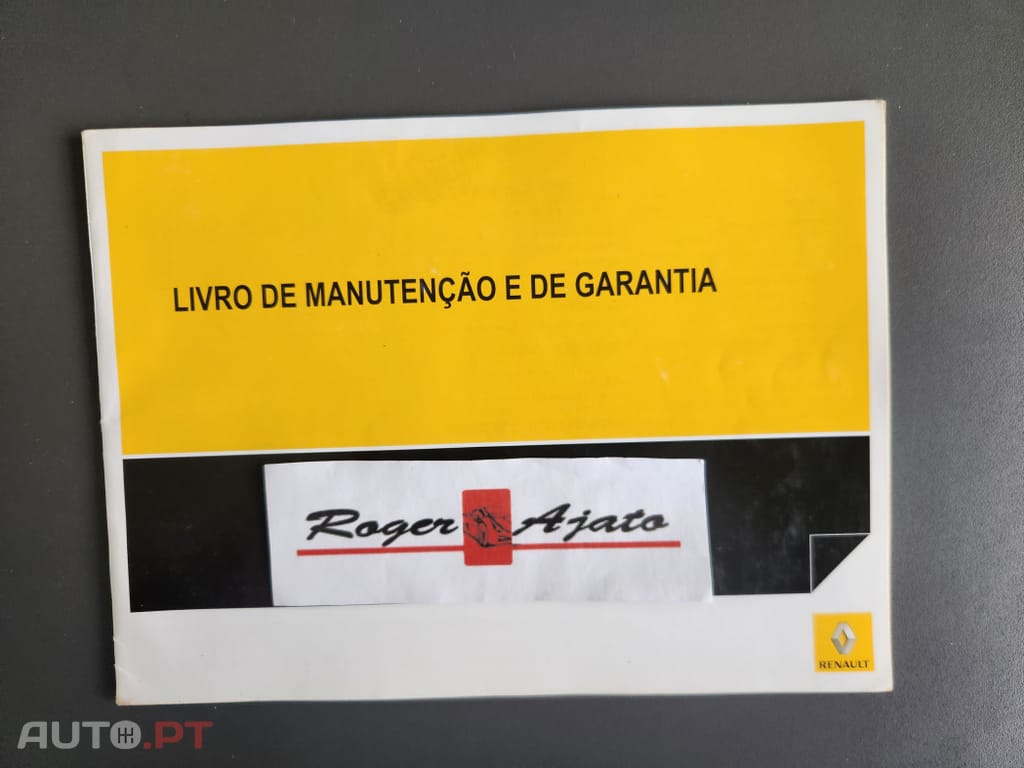 LIVRO DE MANUTENÇÃO E DE GARANTIA
Roger Ajato
RENAULT
AUTO.PT